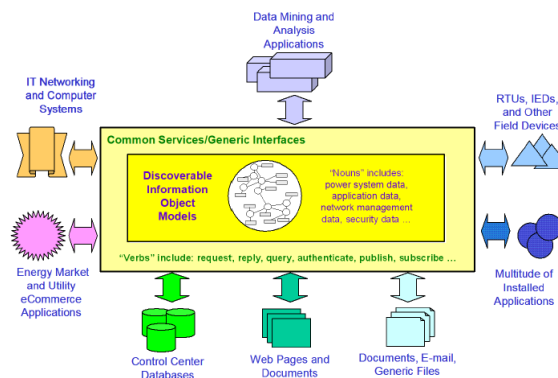 Data Mining and
Analysis
Applications
IT Networking
and Computer
Systems
RTUs, IEDs,
and Other
Field Devices
Common Services/Generic Interfaces
Discoverable
Information
Object
Models
"Nouns" includes:
power system data,
application data,
network management
data, security data ...
"Verbs" include: request, reply, query, authenticate, publish, subscribe ...
Energy Market
and Utility
eCommerce
Applications
Multitude of
Installed
Applications
Control Center
Databases
Web Pages and
Documents
Documents, E-mail,
Generic Files